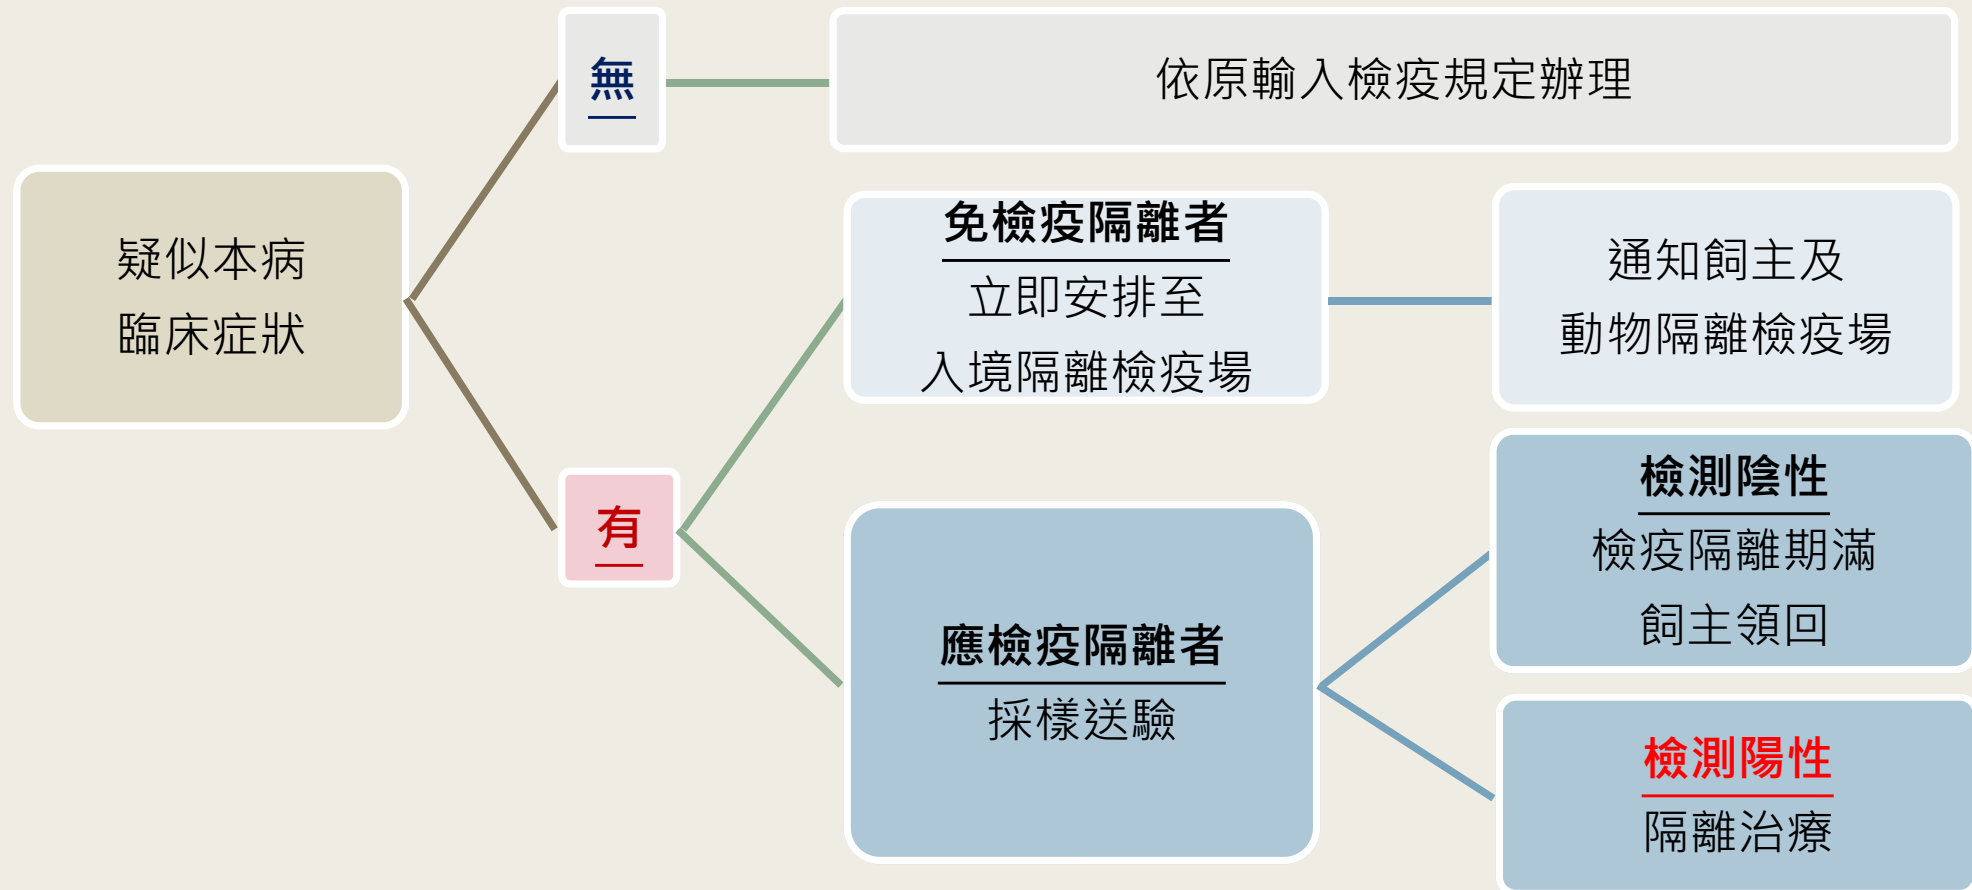 無
依原輸入檢疫規定辦理
疑似本病
臨床症狀
免檢疫隔離者
立即安排至
入境隔離檢疫場
通知飼主及
動物隔離檢疫場
有
應檢疫隔離者
採樣送驗
檢測陰性
檢疫隔離期滿
飼主領回
檢測陽性
隔離治療